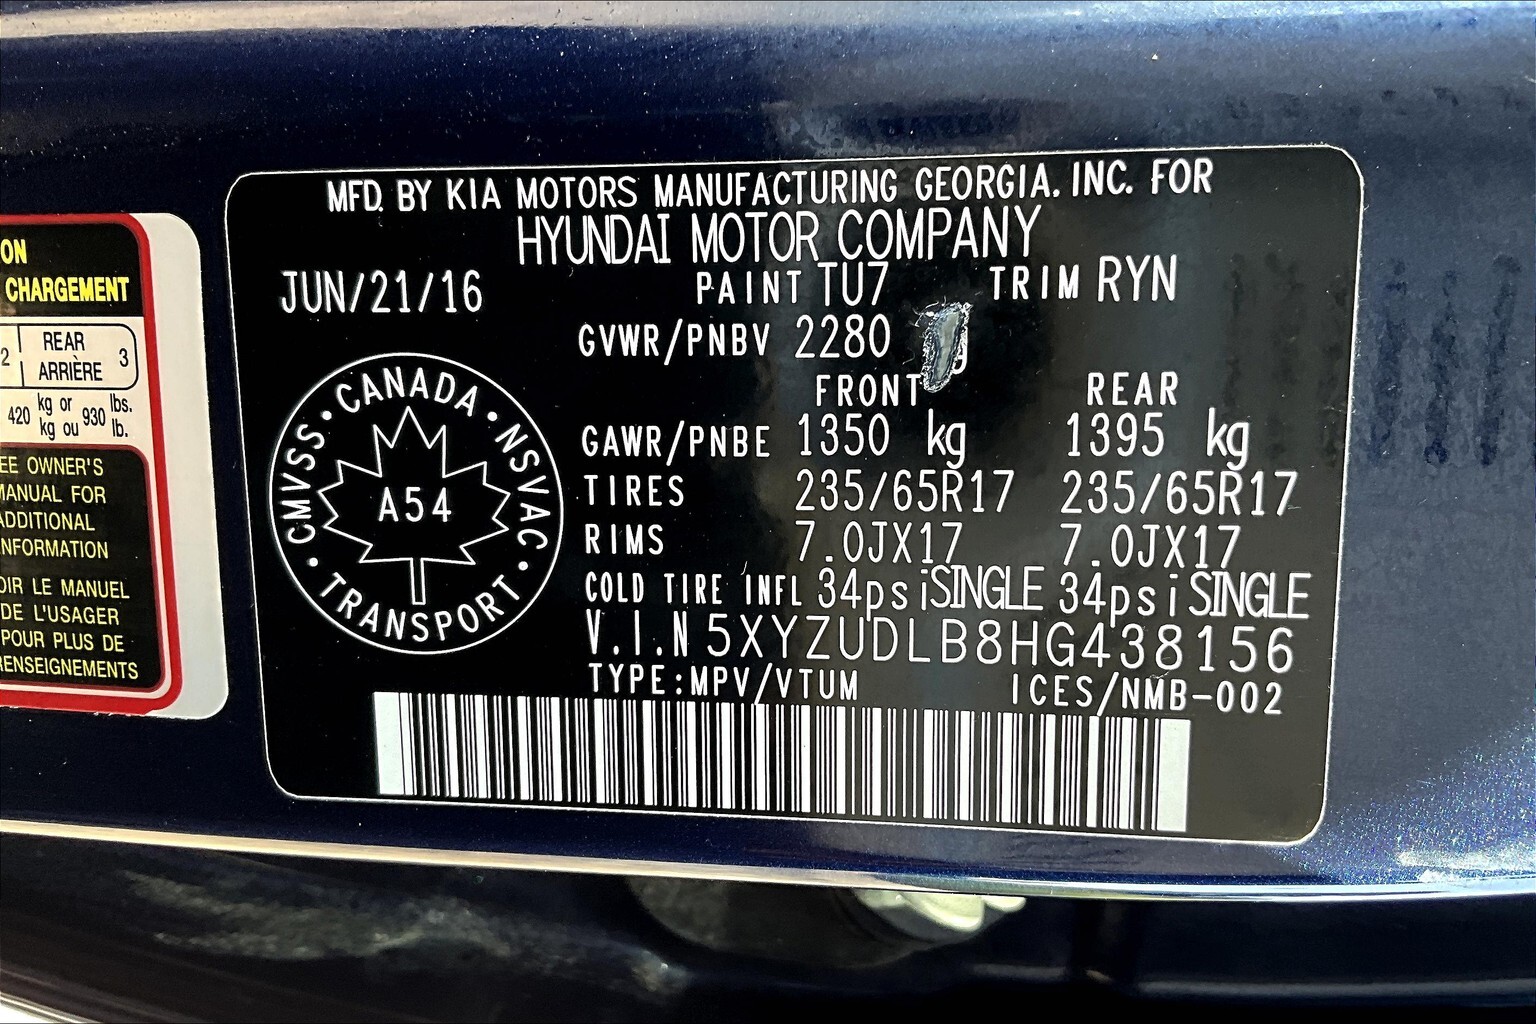 ON
CHARGEMENT
2 REAR ARRIÈRE 3
420 kg or kg ou 930 lbs. lb.
EE OWNER'S
MANUAL FOR
ADDITIONAL
INFORMATION
OIR LE MANUEL
DE L'USAGER
POUR PLUS DE
RENSEIGNEMENTS
MFD. BY KIA MOTORS MANUFACTURING GEORGIA, INC. FOR
HYUNDAI MOTOR COMPANY
JUN/21/16 PAINT TU7 TRIM RYN
GVWR/PNBV 2280
FRONT REAR
GAWR/PNBE 1350 kg 1395 kg
TIRES 235/65R17 235/65R17
RIMS 7.0JX17 7.0JX17
COLD TIRE INFL 34psiSINGLE 34psiSINGLE
V.I.N 5XYZUDLB8HG438156
TYPE:MPV/VTUM ICES/NMB-002
CANADA • NSVAC • TRANSPORT • CMVSS •
A54